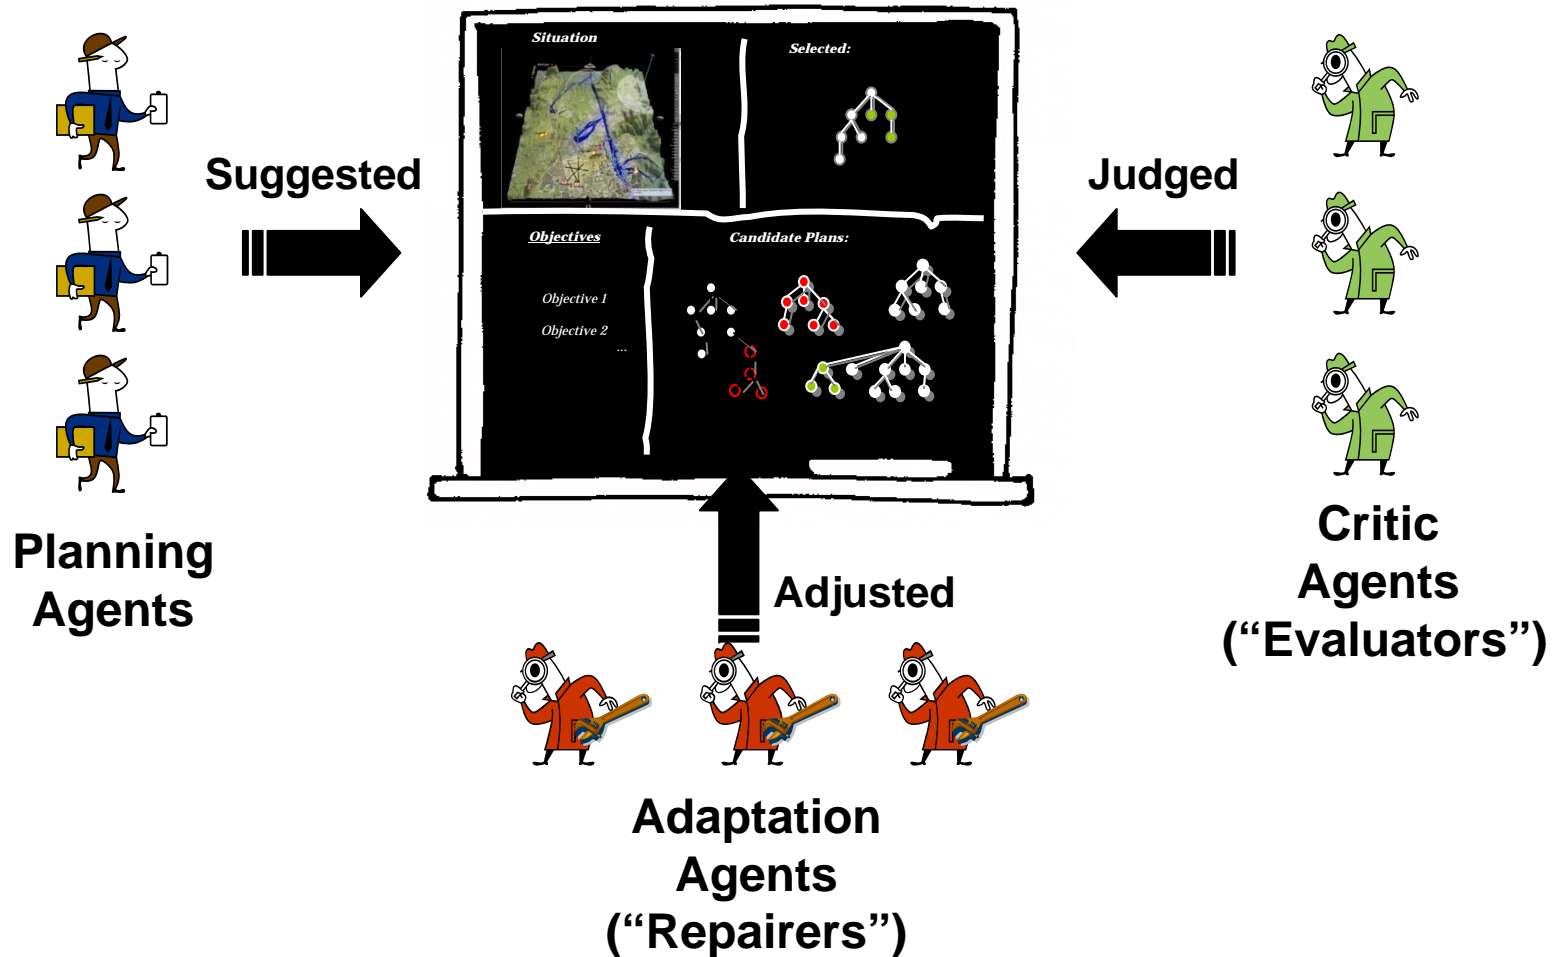 Situation
Selected:
Suggested
Judged
Objectives
Candidate Plans:
Objective 1
Objective 2
...
Planning
Agents
Critic
Agents
(“Evaluators”)
Adjusted
Adaptation
Agents
(“Repairers”)